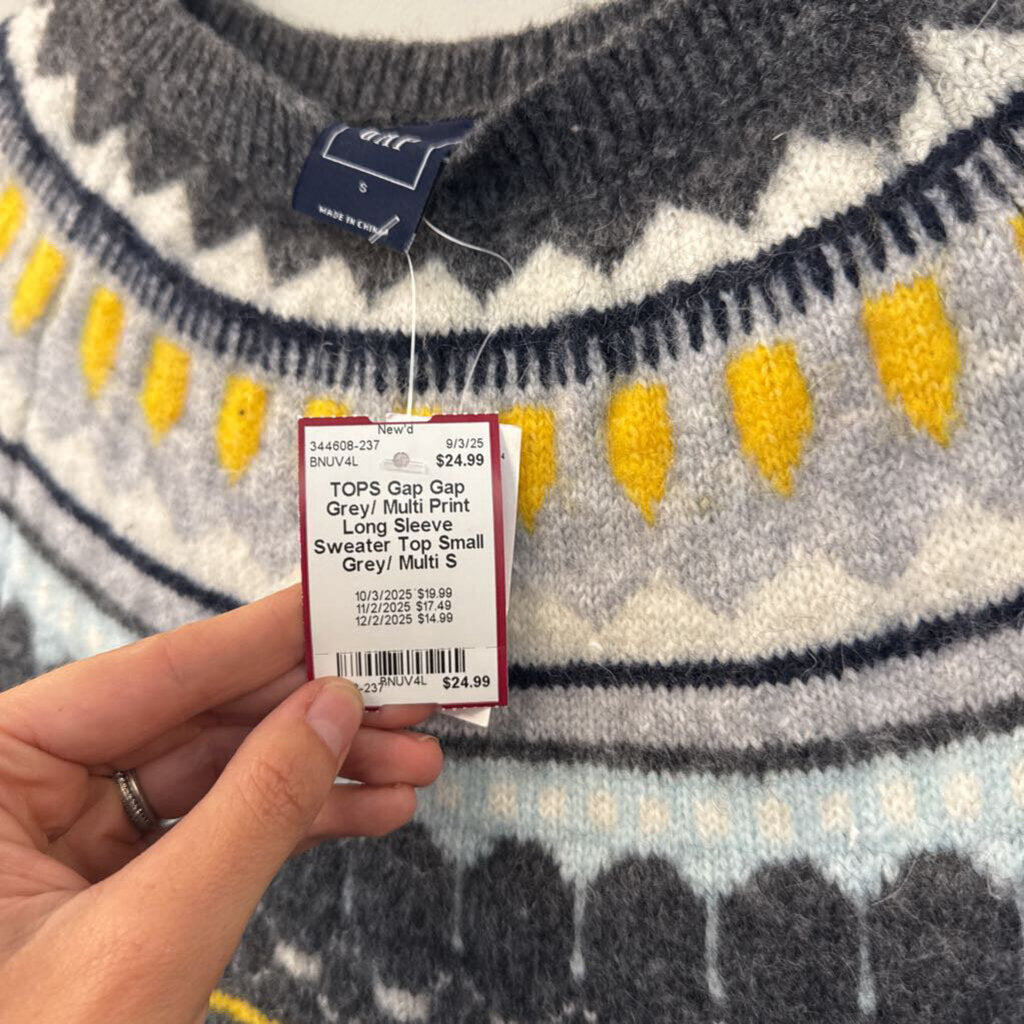 GAP
S
MADE IN CHINA
New'd
344608-237 9/3/25
BNUV4L $24.99
TOPS Gap Gap
Grey/ Multi Print
Long Sleeve
Sweater Top Small
Grey/ Multi S
10/3/2025 $19.99
11/2/2025 $17.49
12/2/2025 $14.99
-237 BNUV4L $24.99